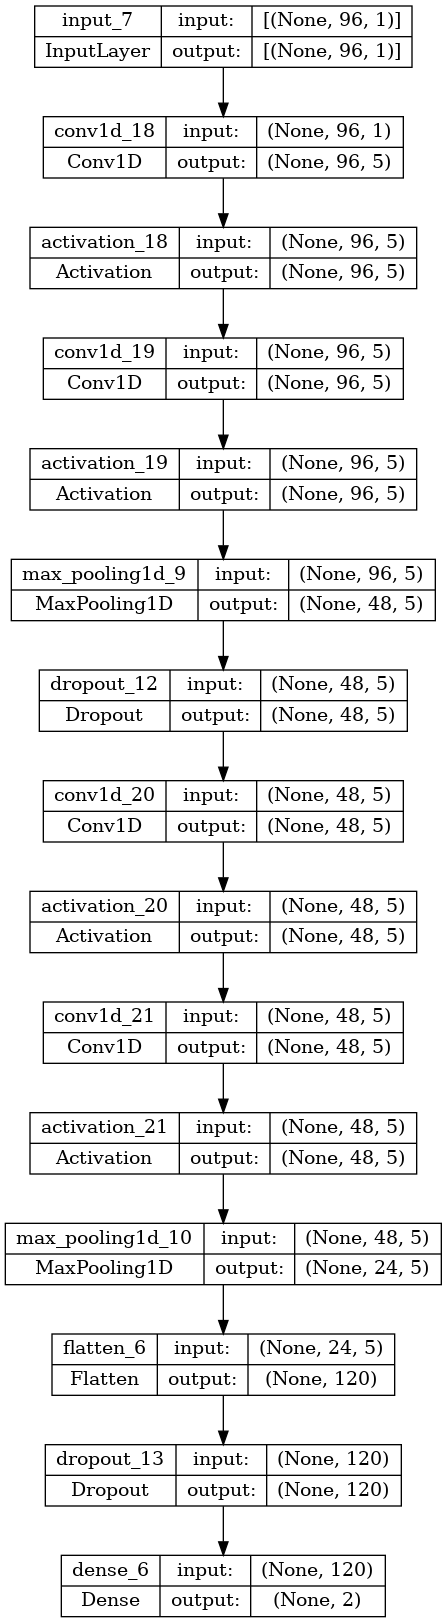 input_7 input: [(None, 96, 1)]
InputLayer output: [(None, 96, 1)]
conv1d_18 input: (None, 96, 1)
Conv1D output: (None, 96, 5)
activation_18 input: (None, 96, 5)
Activation output: (None, 96, 5)
conv1d_19 input: (None, 96, 5)
Conv1D output: (None, 96, 5)
activation_19 input: (None, 96, 5)
Activation output: (None, 96, 5)
max_pooling1d_9 input: (None, 96, 5)
MaxPooling1D output: (None, 48, 5)
dropout_12 input: (None, 48, 5)
Dropout output: (None, 48, 5)
conv1d_20 input: (None, 48, 5)
Conv1D output: (None, 48, 5)
activation_20 input: (None, 48, 5)
Activation output: (None, 48, 5)
conv1d_21 input: (None, 48, 5)
Conv1D output: (None, 48, 5)
activation_21 input: (None, 48, 5)
Activation output: (None, 48, 5)
max_pooling1d_10 input: (None, 48, 5)
MaxPooling1D output: (None, 24, 5)
flatten_6 input: (None, 24, 5)
Flatten output: (None, 120)
dropout_13 input: (None, 120)
Dropout output: (None, 120)
dense_6 input: (None, 120)
Dense output: (None, 2)